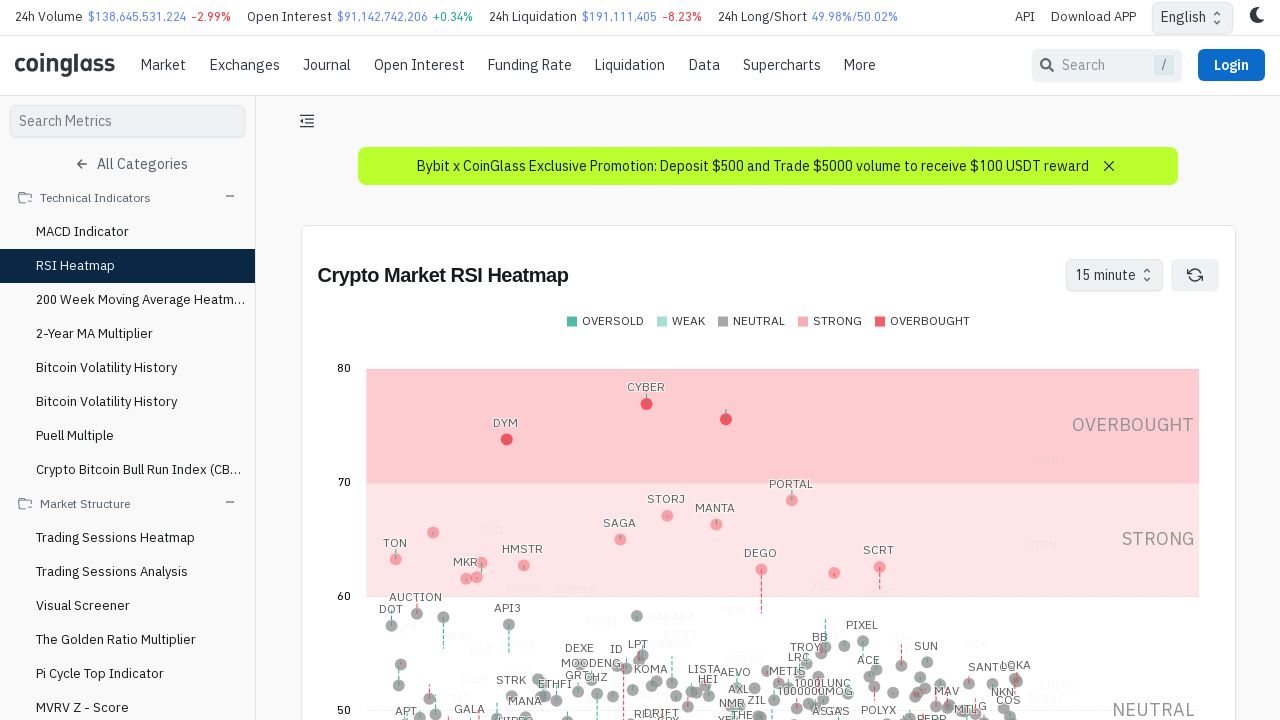 24h Volume $138,645,531,224 -2.99% Open Interest $91,142,742,206 +0.34% 24h Liquidation $191,111,405 -8.23% 24h Long/Short 49.98%/50.02% API Download APP English
coinglass Market Exchanges Journal Open Interest Funding Rate Liquidation Data Supercharts More Search / Login
Search Metrics
All Categories
Technical Indicators
MACD Indicator
RSI Heatmap
200 Week Moving Average Heatm...
2-Year MA Multiplier
Bitcoin Volatility History
Bitcoin Volatility History
Puell Multiple
Crypto Bitcoin Bull Run Index (CB...
Market Structure
Trading Sessions Heatmap
Trading Sessions Analysis
Visual Screener
The Golden Ratio Multiplier
Pi Cycle Top Indicator
MVRV Z - Score
Bybit x CoinGlass Exclusive Promotion: Deposit $500 and Trade $5000 volume to receive $100 USDT reward
Crypto Market RSI Heatmap 15 minute
OVERSOLD WEAK NEUTRAL STRONG OVERBOUGHT
80
CYBER
DYM
OVERBOUGHT
70
PORTAL
STORJ
MANTA
SAGA
STRONG
TON
HMSTR
DEGO
SCRT
MKR
60
AUCTION
DOT
API3
BANANA
PIXEL
BB
LPT
DEXE
ID
TROY
SUN
LRC
ACE
MOODENG
KOMA
LISTA
AEVO
METIS
SANTO
LOKA
GRT
CHZ
HEI
STRK
ETHFI
AXL
1000LUNC
1000000MOG
MAV
NKN
MANA
NMR
ZIL
COS
50
APT
GALA
DRIFT
THE
GAS
POLYX
MTL
NEUTRAL